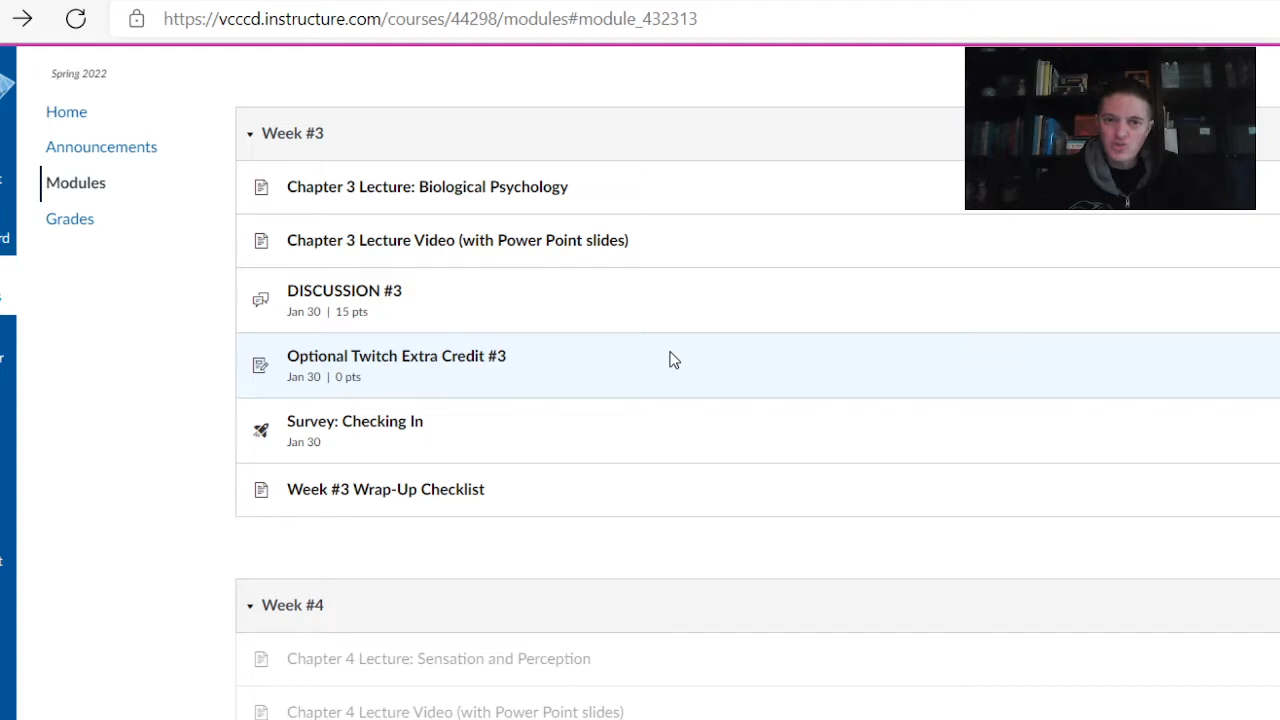 https://vcccd.instructure.com/courses/44298/modules#module_432313
Spring 2022
Home
Announcements
Modules
Grades
Week #3
Chapter 3 Lecture: Biological Psychology
Chapter 3 Lecture Video (with Power Point slides)
DISCUSSION #3
Jan 30 | 15 pts
Optional Twitch Extra Credit #3
Jan 30 | 0 pts
Survey: Checking In
Jan 30
Week #3 Wrap-Up Checklist
Week #4
Chapter 4 Lecture: Sensation and Perception
Chapter 4 Lecture Video (with Power Point slides)